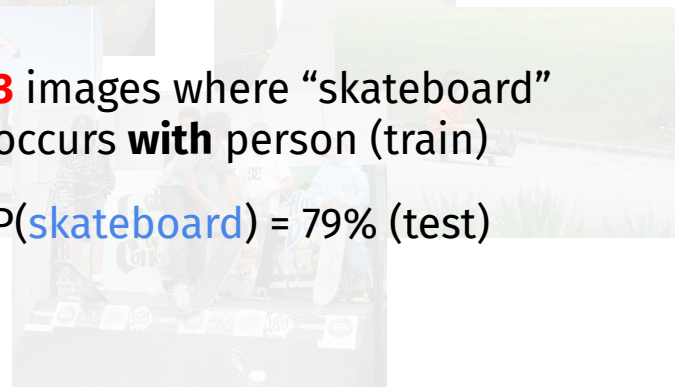 3 images where “skateboard”
occurs with person (train)
P(skateboard) = 79% (test)